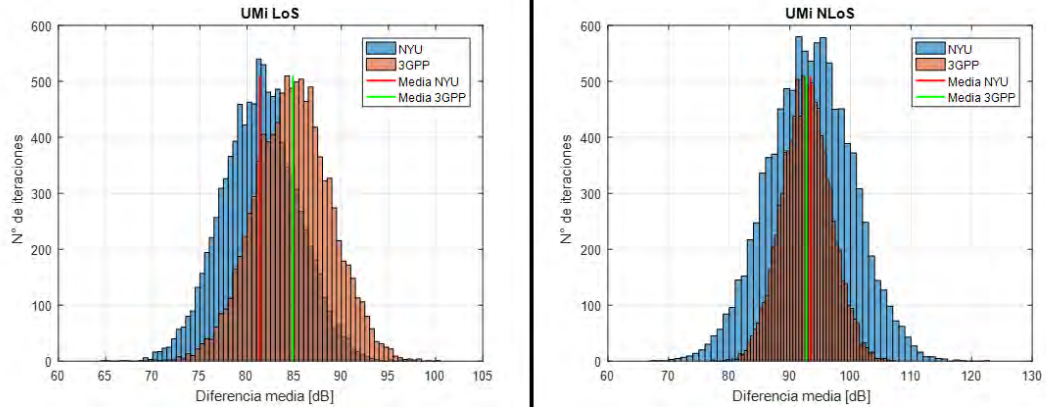 UMi LoS
600
500
400
300
200
100
0
N° de iteraciones
60 65 70 75 80 85 90 95 100 105
Diferencia media [dB]
NYU
3GPP
Media NYU
Media 3GPP
UMi NLoS
600
500
400
300
200
100
0
N° de iteraciones
60 70 80 90 100 110 120 130
Diferencia media [dB]
NYU
3GPP
Media NYU
Media 3GPP